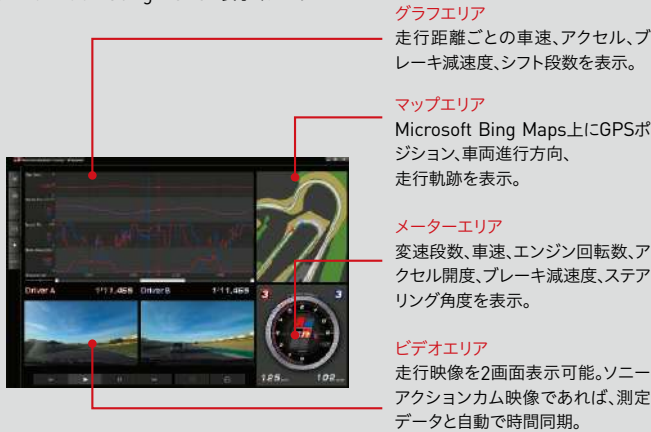 グラフエリア
走行距離ごとの車速、アクセル、ブ
レーキ減速度、シフト段数を表示。
マップエリア
Microsoft Bing Maps上にGPSポ
ジション、車両進行方向、
走行軌跡を表示。
メーターエリア
変速段数、車速、エンジン回転数、ア
クセル開度、ブレーキ減速度、ステア
リング角度を表示。
ビデオエリア
走行映像を2画面表示可能。ソニー
アクションカム映像であれば、測定
データと自動で時間同期。
Driver A 1'11.465 Driver B 1'11.465
3 3
125 102